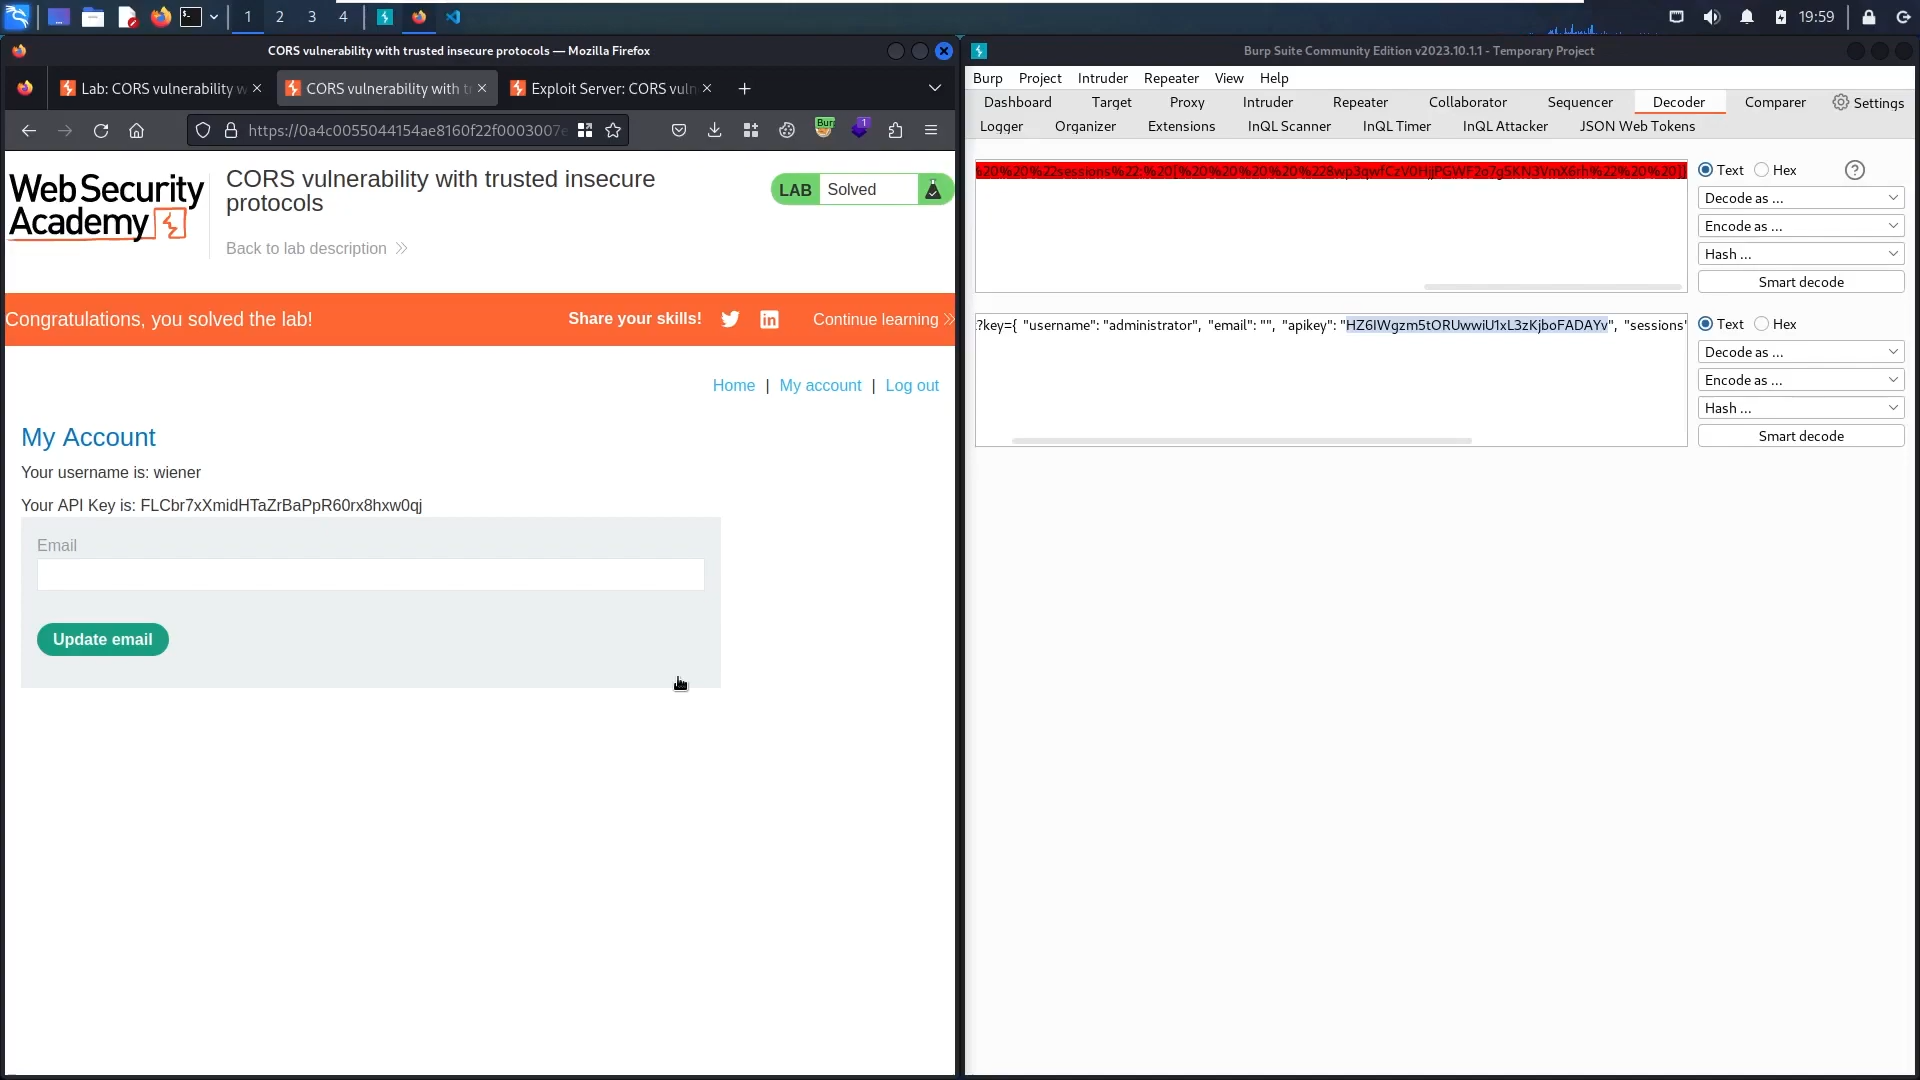 1 2 3 4
19:59
CORS vulnerability with trusted insecure protocols — Mozilla Firefox
Lab: CORS vulnerability w
CORS vulnerability with t
Exploit Server: CORS vuln
https://0a4c0055044154ae8160f22f0003007e
Burp
1
WebSecurity
Academy
CORS vulnerability with trusted insecure
protocols
Back to lab description
LAB Solved
Congratulations, you solved the lab!
Share your skills!
Continue learning
Home | My account | Log out
My Account
Your username is: wiener
Your API Key is: FLCbr7xXmidHTaZrBaPpR60rx8hxw0qj
Email
Update email
Burp Suite Community Edition v2023.10.1.1 - Temporary Project
Burp Project Intruder Repeater View Help
Dashboard Target Proxy Intruder Repeater Collaborator Sequencer Decoder Comparer Settings
Logger Organizer Extensions InQL Scanner InQL Timer InQL Attacker JSON Web Tokens
Text Hex ?
Decode as ...
Encode as ...
Hash ...
Smart decode
?key={ "username": "administrator", "email": "", "apikey": "HZ6IWgzm5tORUwwiU1xL3zKjboFADAYv", "sessions"
Text Hex
Decode as ...
Encode as ...
Hash ...
Smart decode